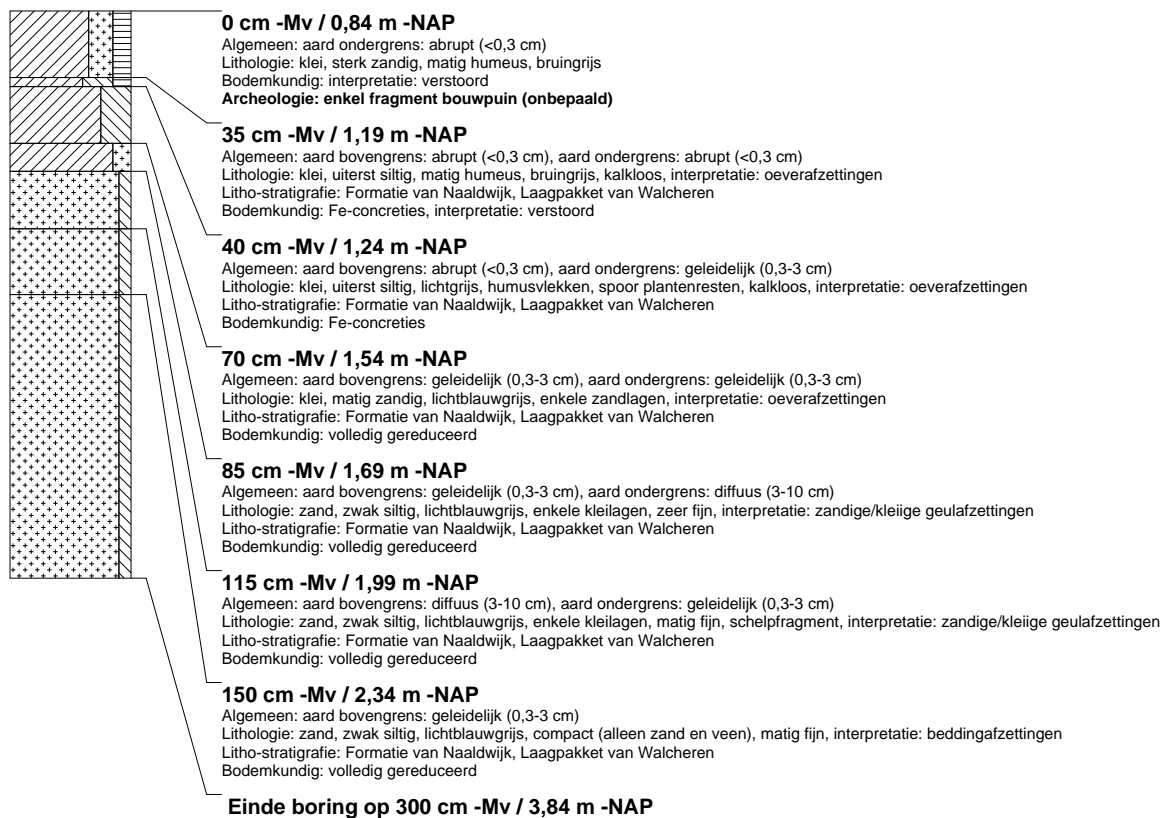 0 cm -Mv / 0,84 m -NAP
Algemeen: aard ondergrens: abrupt (<0,3 cm)
Lithologie: klei, sterk zandig, matig humeus, bruingrijs
Bodemkundig: interpretatie: verstoord
Archeologie: enkel fragment bouwpuin (onbepaald)
35 cm -Mv / 1,19 m -NAP
Algemeen: aard bovengrens: abrupt (<0,3 cm), aard ondergrens: abrupt (<0,3 cm)
Lithologie: klei, uiterst siltig, matig humeus, bruingrijs, kalkloos, interpretatie: oeverafzettingen
Litho-stratigrafie: Formatie van Naaldwijk, Laagpakket van Walcheren
Bodemkundig: Fe-concreties, interpretatie: verstoord
40 cm -Mv / 1,24 m -NAP
Algemeen: aard bovengrens: abrupt (<0,3 cm), aard ondergrens: geleidelijk (0,3-3 cm)
Lithologie: klei, uiterst siltig, lichtgrijs, humusvlekken, spoor plantenresten, kalkloos, interpretatie: oeverafzettingen
Litho-stratigrafie: Formatie van Naaldwijk, Laagpakket van Walcheren
Bodemkundig: Fe-concreties
70 cm -Mv / 1,54 m -NAP
Algemeen: aard bovengrens: geleidelijk (0,3-3 cm), aard ondergrens: geleidelijk (0,3-3 cm)
Lithologie: klei, matig zandig, lichtblauwgrijs, enkele zandlagen, interpretatie: oeverafzettingen
Litho-stratigrafie: Formatie van Naaldwijk, Laagpakket van Walcheren
Bodemkundig: volledig gereduceerd
85 cm -Mv / 1,69 m -NAP
Algemeen: aard bovengrens: geleidelijk (0,3-3 cm), aard ondergrens: diffuus (3-10 cm)
Lithologie: zand, zwak siltig, lichtblauwgrijs, enkele kleilagen, zeer fijn, interpretatie: zandige/kleiige geulafzettingen
Litho-stratigrafie: Formatie van Naaldwijk, Laagpakket van Walcheren
Bodemkundig: volledig gereduceerd
115 cm -Mv / 1,99 m -NAP
Algemeen: aard bovengrens: diffuus (3-10 cm), aard ondergrens: geleidelijk (0,3-3 cm)
Lithologie: zand, zwak siltig, lichtblauwgrijs, enkele kleilagen, matig fijn, schelpfragment, interpretatie: zandige/kleiige geulafzettingen
Litho-stratigrafie: Formatie van Naaldwijk, Laagpakket van Walcheren
Bodemkundig: volledig gereduceerd
150 cm -Mv / 2,34 m -NAP
Algemeen: aard bovengrens: geleidelijk (0,3-3 cm)
Lithologie: zand, zwak siltig, lichtblauwgrijs, compact (alleen zand en veen), matig fijn, interpretatie: beddingafzettingen
Litho-stratigrafie: Formatie van Naaldwijk, Laagpakket van Walcheren
Bodemkundig: volledig gereduceerd
Einde boring op 300 cm -Mv / 3,84 m -NAP